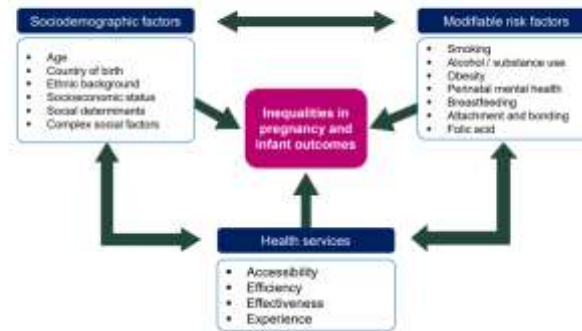 Sociodemographic factors
Age
Country of birth
Ethnic background
Socioeconomic status
Social determinants
Complex social factors
Modifiable risk factors
Smoking
Alcohol / substance use
Obesity
Perinatal mental health
Breastfeeding
Attachment and bonding
Folic acid
Inequalities in
pregnancy and
infant outcomes
Health services
Accessibility
Efficiency
Effectiveness
Experience